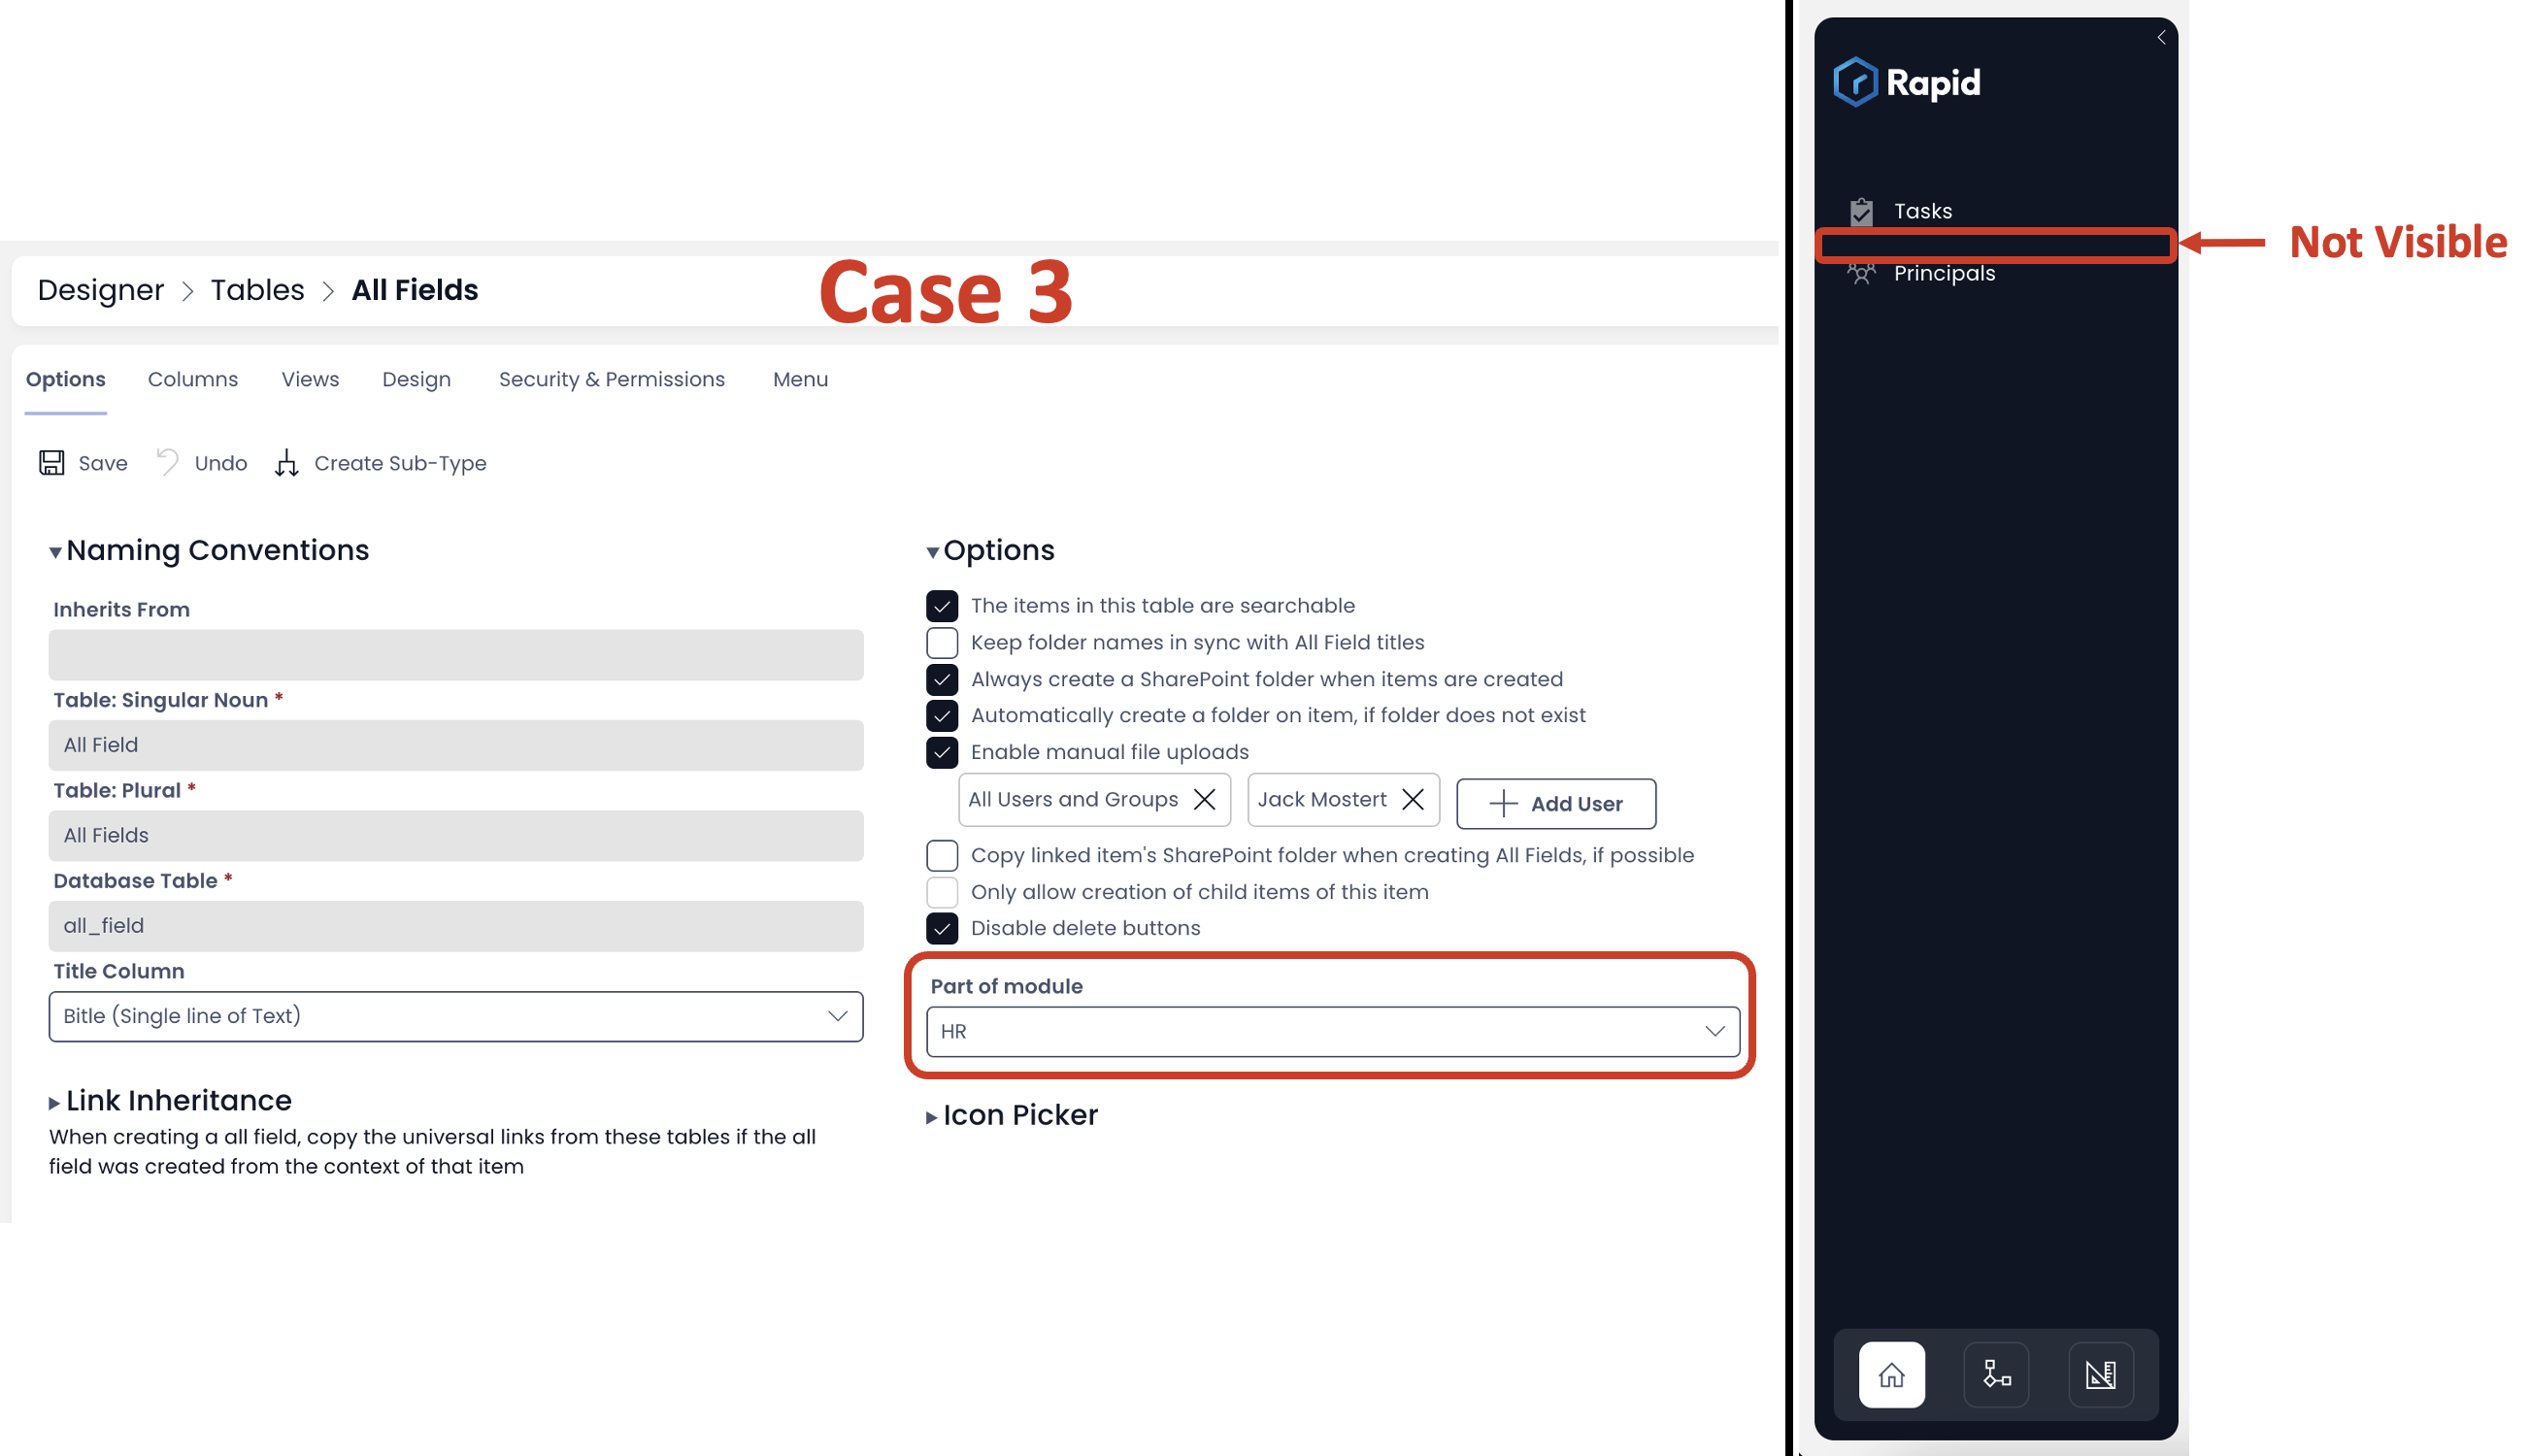 Case 3
Designer > Tables > All Fields
Options Columns Views Design Security & Permissions Menu
Save Undo Create Sub-Type
Naming Conventions
Inherits From
Table: Singular Noun *
All Field
Table: Plural *
All Fields
Database Table *
all_field
Title Column
Bitle (Single line of Text)
Link Inheritance
When creating a all field, copy the universal links from these tables if the all
field was created from the context of that item
Options
The items in this table are searchable
Keep folder names in sync with All Field titles
Always create a SharePoint folder when items are created
Automatically create a folder on item, if folder does not exist
Enable manual file uploads
All Users and Groups Jack Mostert Add User
Copy linked item's SharePoint folder when creating All Fields, if possible
Only allow creation of child items of this item
Disable delete buttons
Part of module
HR
Icon Picker
Rapid
Tasks
Principals
Not Visible